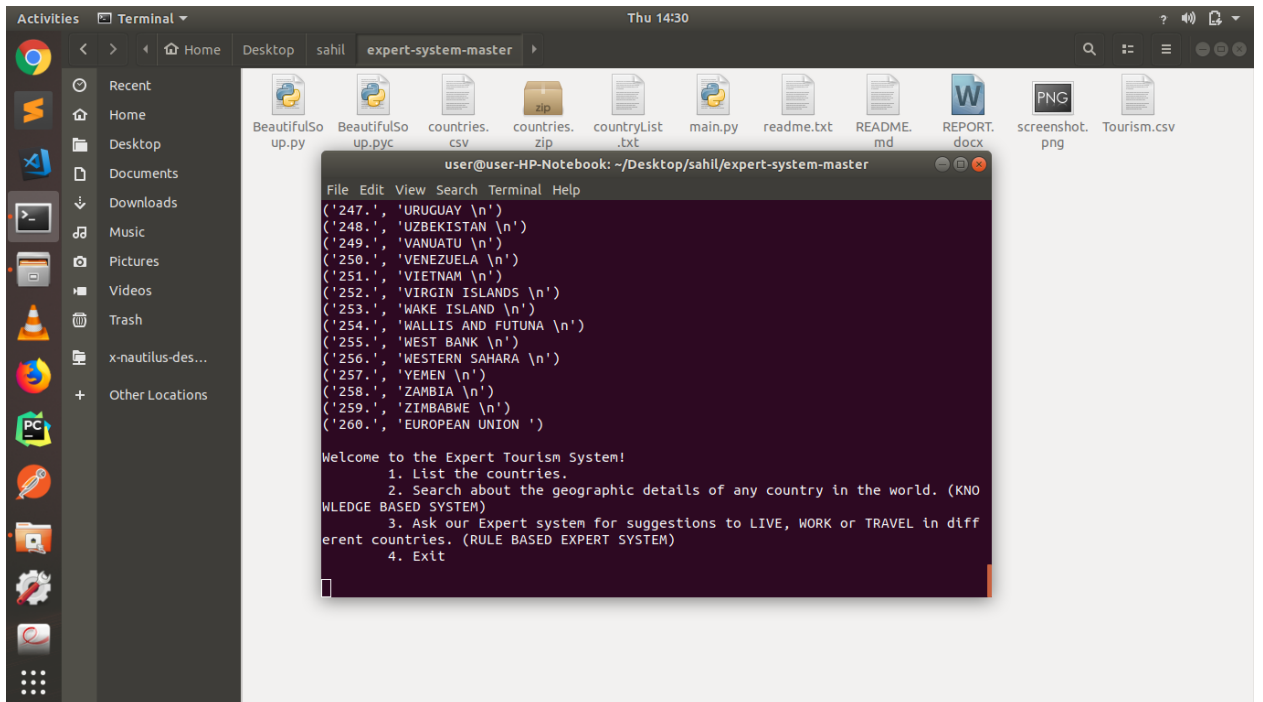 Activities Terminal Thu 14:30 ?
Home Desktop sahil expert-system-master
Recent
Home
Desktop
Documents
Downloads
Music
Pictures
Videos
Trash
x-nautilus-des...
Other Locations
BeautifulSo
up.py
BeautifulSo
up.pyc
countries.
csv
zip
countries.
zip
countryList
.txt
main.py
readme.txt
README.
md
W
REPORT.
docx
PNG
screenshot.
png
Tourism.csv
PC
>_
user@user-HP-Notebook: ~/Desktop/sahil/expert-system-master
File Edit View Search Terminal Help
('247.', 'URUGUAY \n')
('248.', 'UZBEKISTAN \n')
('249.', 'VANUATU \n')
('250.', 'VENEZUELA \n')
('251.', 'VIETNAM \n')
('252.', 'VIRGIN ISLANDS \n')
('253.', 'WAKE ISLAND \n')
('254.', 'WALLIS AND FUTUNA \n')
('255.', 'WEST BANK \n')
('256.', 'WESTERN SAHARA \n')
('257.', 'YEMEN \n')
('258.', 'ZAMBIA \n')
('259.', 'ZIMBABWE \n')
('260.', 'EUROPEAN UNION ')
Welcome to the Expert Tourism System!
1. List the countries.
2. Search about the geographic details of any country in the world. (KNO
WLEDGE BASED SYSTEM)
3. Ask our Expert system for suggestions to LIVE, WORK or TRAVEL in diff
erent countries. (RULE BASED EXPERT SYSTEM)
4. Exit